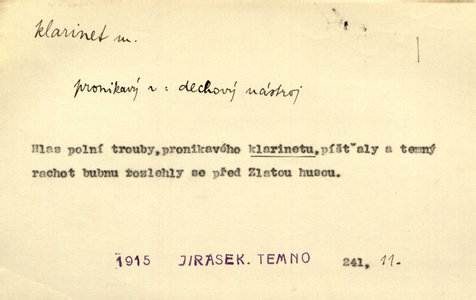 klarinet m.
pronikavý r : dechový nástroj
Hlas polní trouby,pronikavého klarinetu,píšťaly a temný
rachot bubnu rozlehly se před Zlatou husou.
1915 JIRASEK. TEMNO 241, 11.